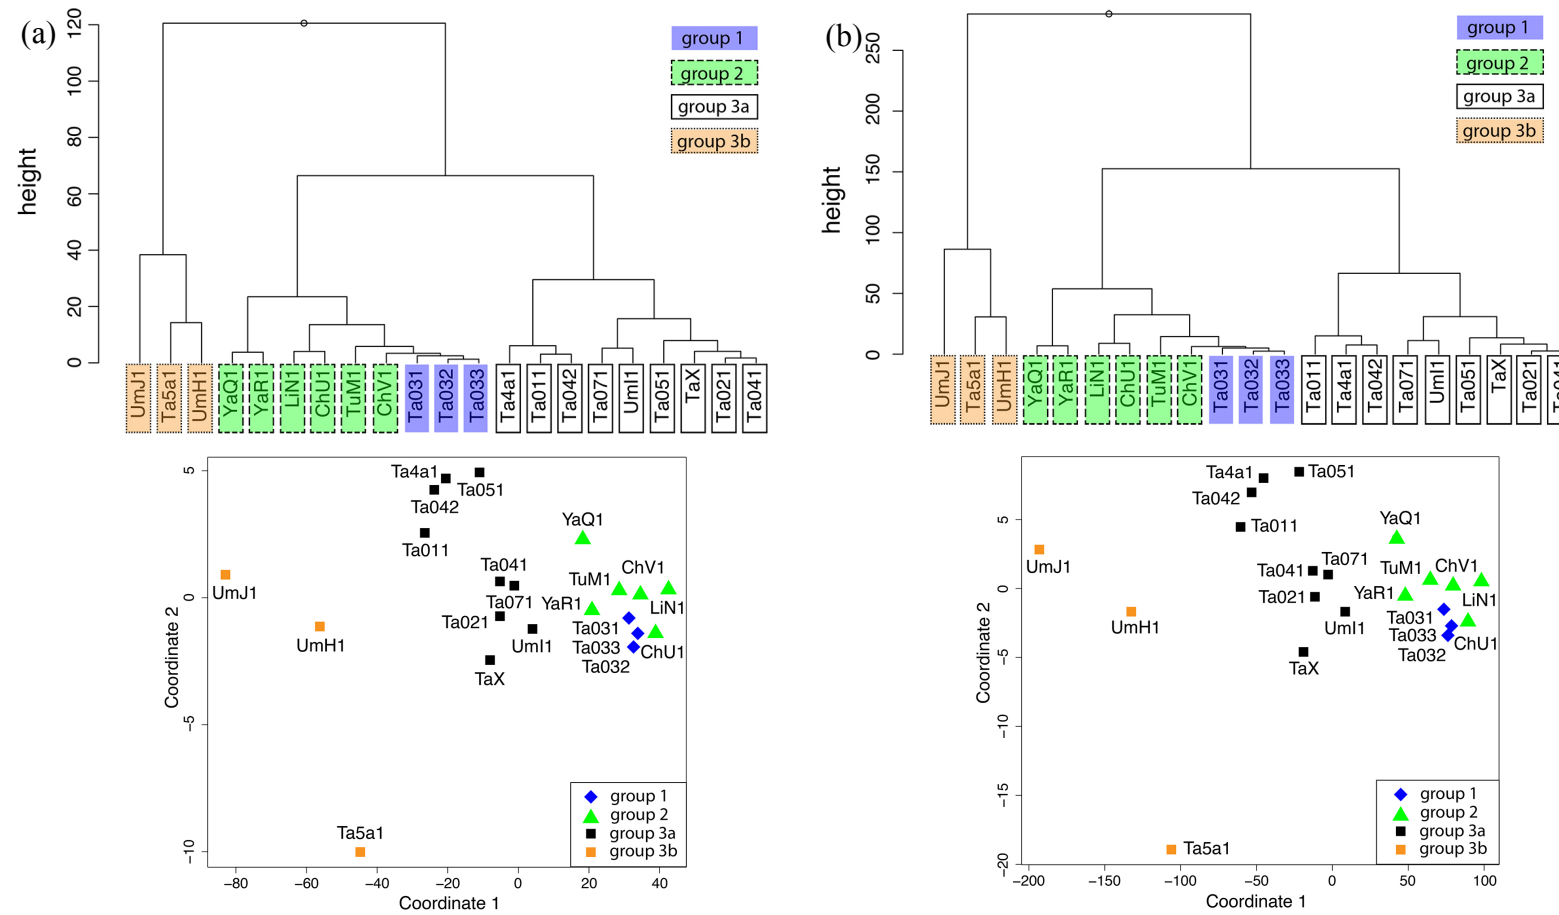 (a)
height
120
100
80
60
40
20
0
group 1
group 2
group 3a
group 3b
UmJ1
Ta5a1
UmH1
YaQ1
YaR1
LiN1
ChU1
TuM1
ChV1
Ta031
Ta032
Ta033
Ta4a1
Ta011
Ta042
Ta071
UmI1
Ta051
TaX
Ta021
Ta041
(b)
height
250
200
150
100
50
0
group 1
group 2
group 3a
group 3b
UmJ1
Ta5a1
UmH1
YaQ1
YaR1
LiN1
ChU1
TuM1
ChV1
Ta031
Ta032
Ta033
Ta011
Ta4a1
Ta042
Ta071
UmI1
Ta051
TaX
Ta021
Ta041
Coordinate 2
5
0
−5
−10
Ta4a1
Ta051
Ta042
YaQ1
Ta011
Ta041
TuM1
ChV1
UmJ1
Ta071
YaR1
LiN1
Ta021
Ta031
UmH1
UmI1
Ta033
ChU1
Ta032
TaX
Ta5a1
group 1
group 2
group 3a
group 3b
−80 −60 −40 −20 0 20 40
Coordinate 1
Coordinate 2
5
0
−5
−10
−15
−20
Ta4a1
Ta051
Ta042
YaQ1
Ta011
Ta071
UmJ1
Ta041
TuM1
ChV1
Ta021
YaR1
LiN1
UmH1
UmI1
Ta031
Ta033
ChU1
Ta032
TaX
Ta5a1
group 1
group 2
group 3a
group 3b
−200 −150 −100 −50 0 50 100
Coordinate 1